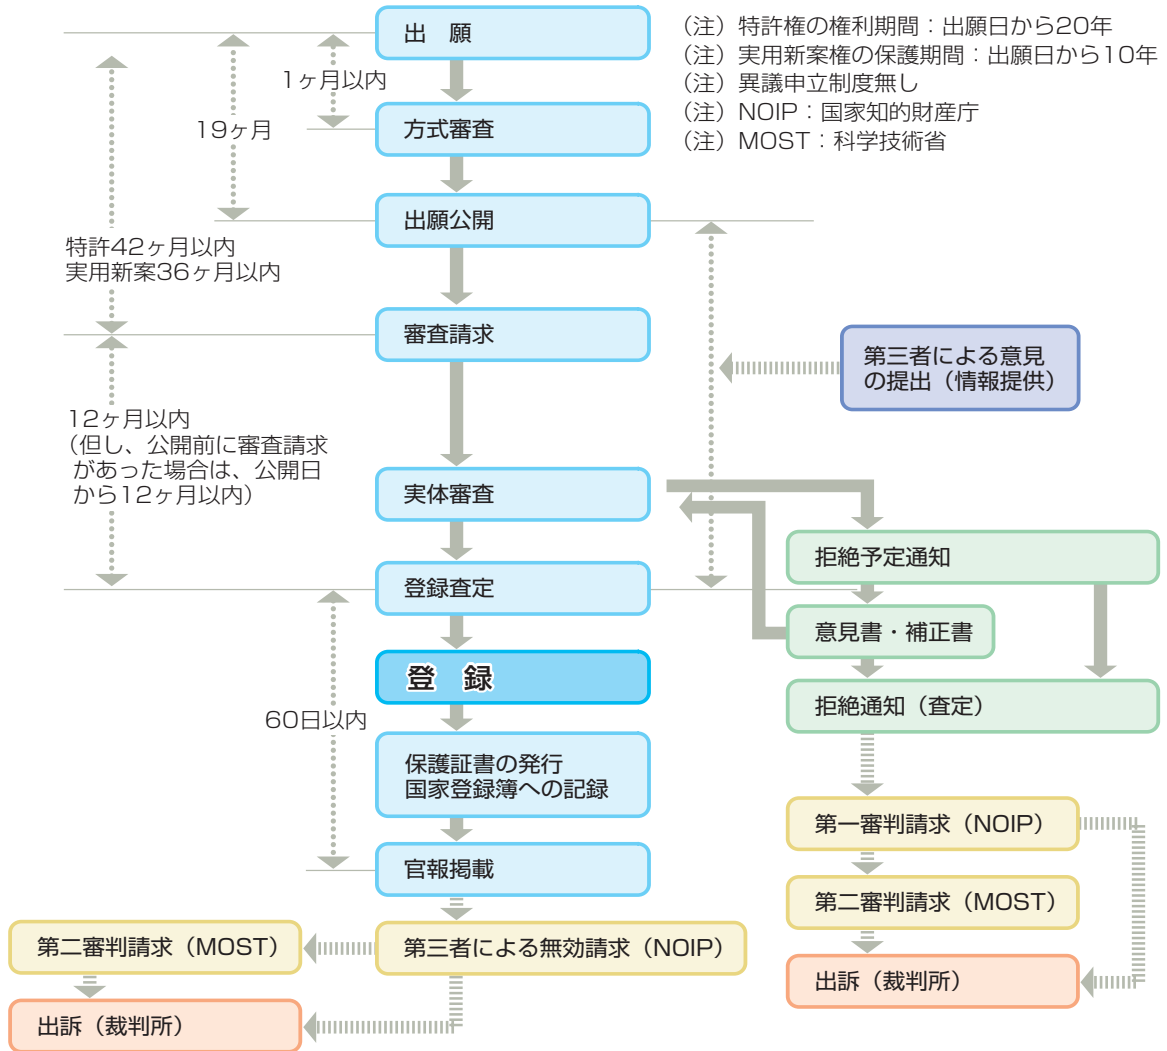 出　願
(注) 特許権の権利期間：出願日から20年
(注) 実用新案権の保護期間：出願日から10年
(注) 異議申立制度無し
(注) NOIP：国家知的財産庁
(注) MOST：科学技術省
1ヶ月以内
19ヶ月
方式審査
出願公開
特許42ヶ月以内
実用新案36ヶ月以内
審査請求
第三者による意見
の提出（情報提供）
12ヶ月以内
（但し、公開前に審査請求
があった場合は、公開日
から12ヶ月以内）
実体審査
拒絶予定通知
登録査定
意見書・補正書
登　録
拒絶通知（査定）
60日以内
保護証書の発行
国家登録簿への記録
第一審判請求（NOIP）
官報掲載
第二審判請求（MOST）
第二審判請求（MOST）
第三者による無効請求（NOIP）
出訴（裁判所）
出訴（裁判所）